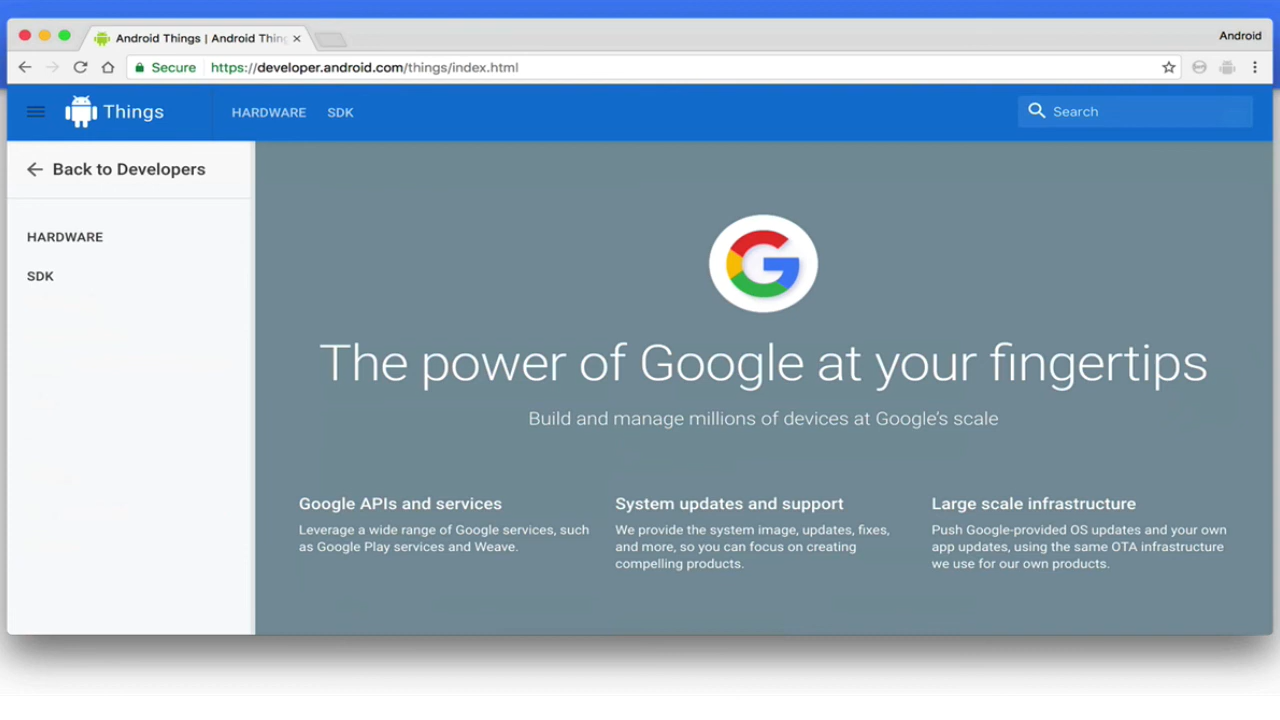 Android Things | Android Thing
Android
Secure https://developer.android.com/things/index.html
Things
HARDWARE SDK
Search
Back to Developers
HARDWARE
SDK
G
The power of Google at your fingertips
Build and manage millions of devices at Google's scale
Google APIs and services
Leverage a wide range of Google services, such
as Google Play services and Weave.
System updates and support
We provide the system image, updates, fixes,
and more, so you can focus on creating
compelling products.
Large scale infrastructure
Push Google-provided OS updates and your own
app updates, using the same OTA infrastructure
we use for our own products.